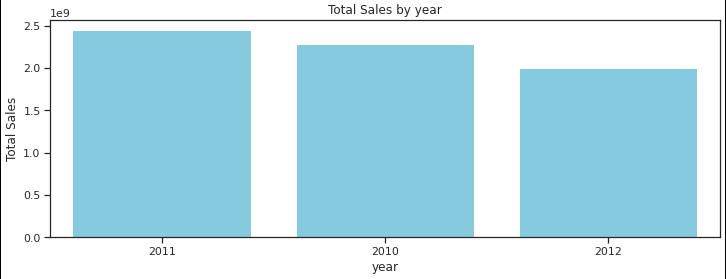 Total Sales by year
1e9
2.5
2.0
1.5
1.0
0.5
0.0
Total Sales
2011 2010 2012
year